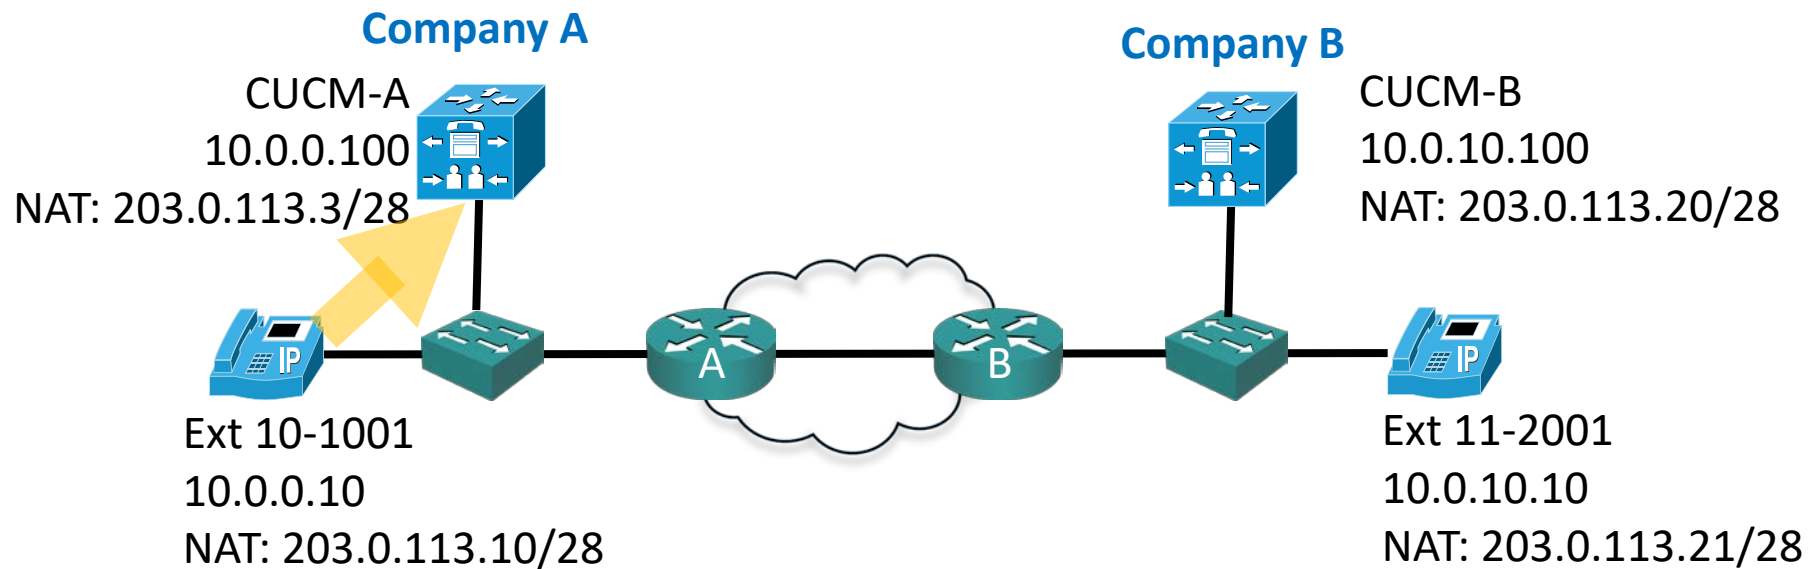 Company A
Company B
CUCM-A
10.0.0.100
NAT: 203.0.113.3/28
CUCM-B
10.0.10.100
NAT: 203.0.113.20/28
IP
A
B
IP
Ext 10-1001
10.0.0.10
NAT: 203.0.113.10/28
Ext 11-2001
10.0.10.10
NAT: 203.0.113.21/28